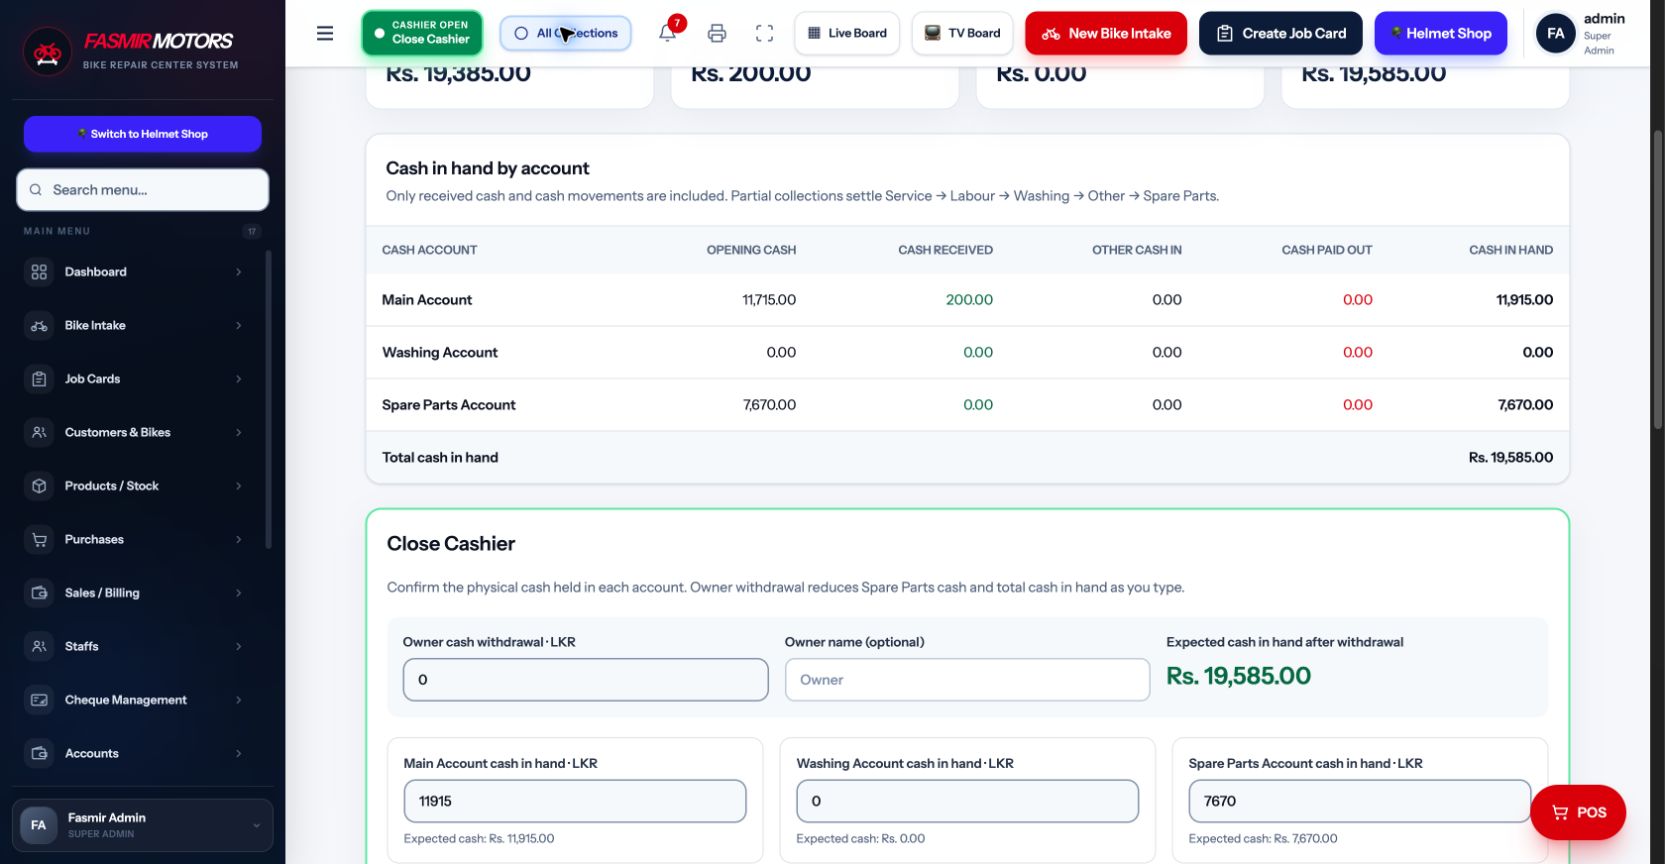 FASMIR MOTORS
BIKE REPAIR CENTER SYSTEM
Switch to Helmet Shop
Search menu...
MAIN MENU 17
Dashboard
Bike Intake
Job Cards
Customers & Bikes
Products / Stock
Purchases
Sales / Billing
Staffs
Cheque Management
Accounts
FA
Fasmir Admin
SUPER ADMIN
CASHIER OPEN
Close Cashier
All
7
Live Board
TV Board
New Bike Intake
Create Job Card
Helmet Shop
FA
admin
Super
Admin
Rs. 19,385.00 Rs. 200.00 Rs. 0.00 Rs. 19,585.00
Cash in hand by account
Only received cash and cash movements are included. Partial collections settle Service → Labour → Washing → Other → Spare Parts.
CASH ACCOUNT OPENING CASH CASH RECEIVED OTHER CASH IN CASH PAID OUT CASH IN HAND
Main Account 11,715.00 200.00 0.00 0.00 11,915.00
Washing Account 0.00 0.00 0.00 0.00 0.00
Spare Parts Account 7,670.00 0.00 0.00 0.00 7,670.00
Total cash in hand Rs. 19,585.00
Close Cashier
Confirm the physical cash held in each account. Owner withdrawal reduces Spare Parts cash and total cash in hand as you type.
Owner cash withdrawal · LKR Owner name (optional) Expected cash in hand after withdrawal
0 Owner Rs. 19,585.00
Main Account cash in hand · LKR Washing Account cash in hand · LKR Spare Parts Account cash in hand · LKR
11915 0 7670
Expected cash: Rs. 11,915.00 Expected cash: Rs. 0.00 Expected cash: Rs. 7,670.00
POS